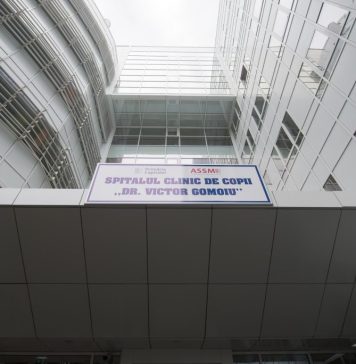 ASSMB
SPITALUL CLINIC DE COPII
„DR. VICTOR GOMOIU”